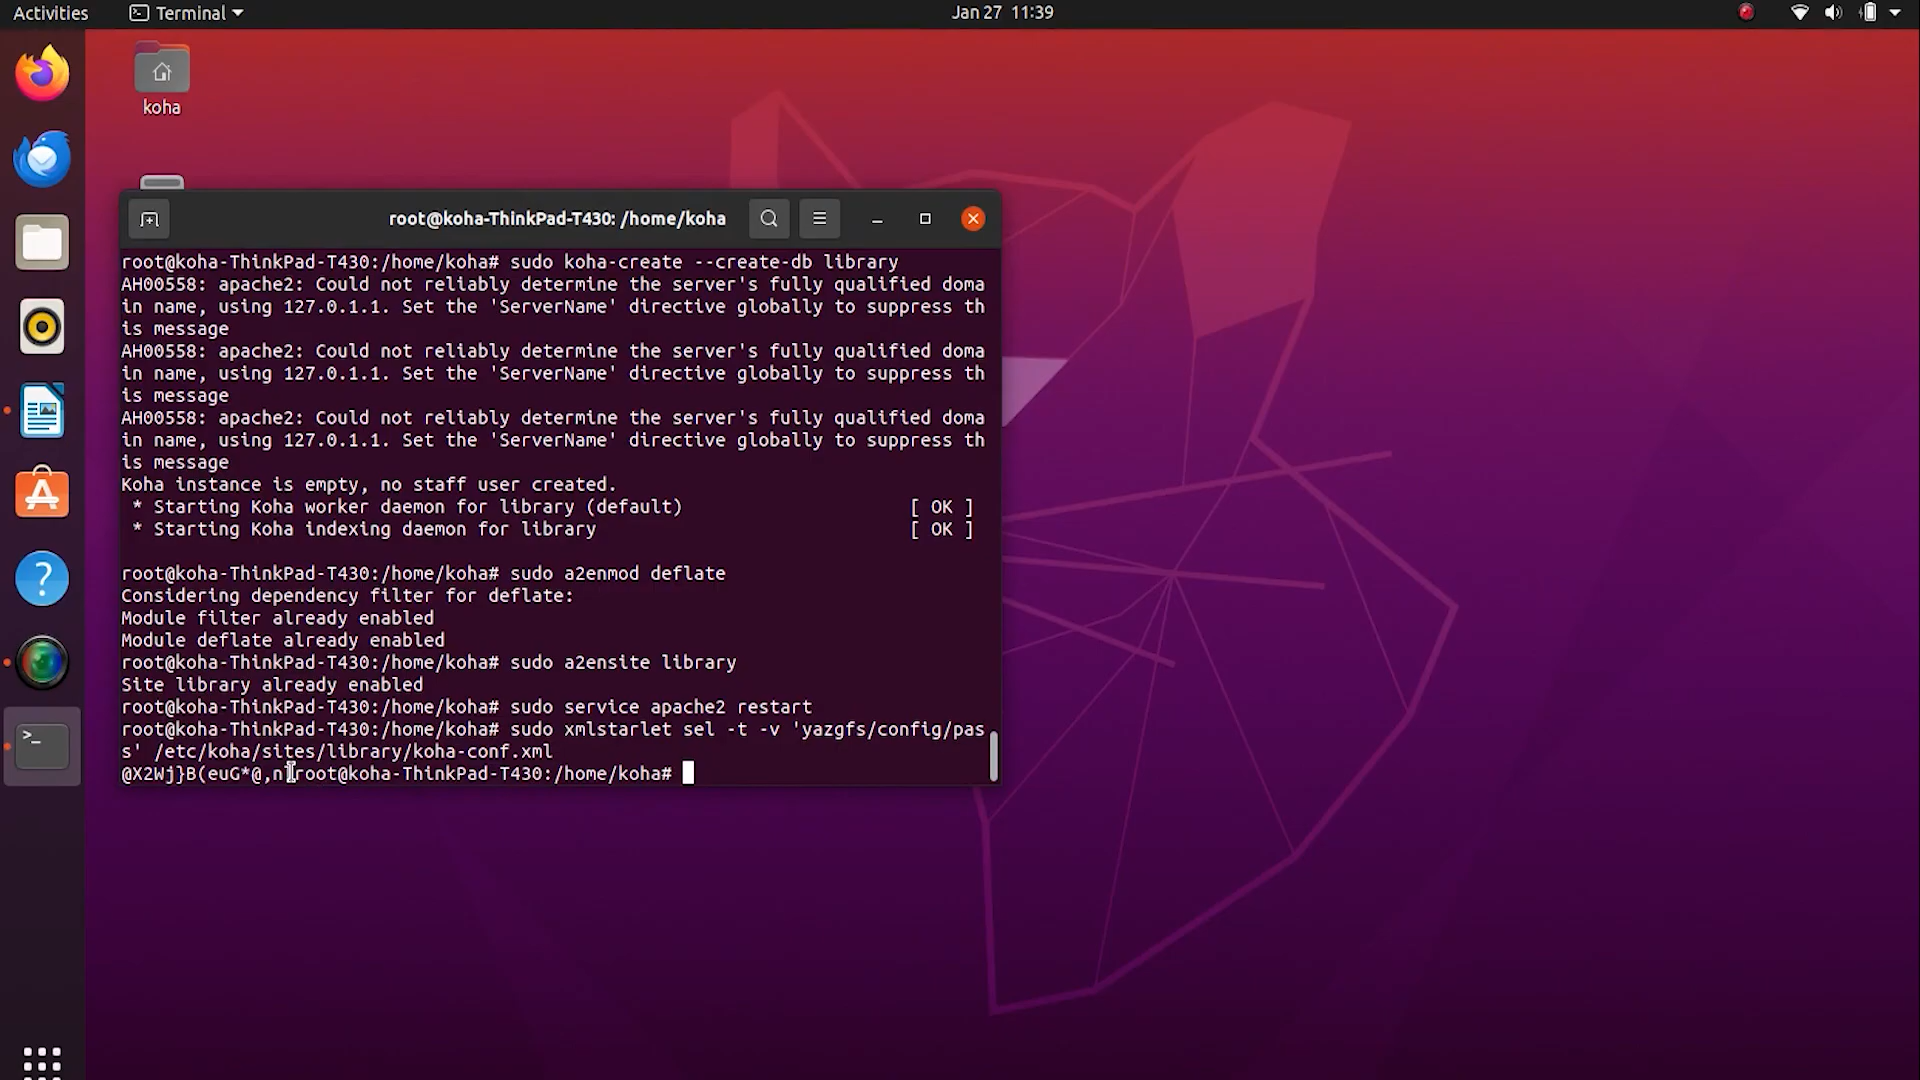 Activities
Terminal
Jan 27 11:39
koha
root@koha-ThinkPad-T430: /home/koha
root@koha-ThinkPad-T430:/home/koha# sudo koha-create --create-db library
AH00558: apache2: Could not reliably determine the server's fully qualified doma
in name, using 127.0.1.1. Set the 'ServerName' directive globally to suppress th
is message
AH00558: apache2: Could not reliably determine the server's fully qualified doma
in name, using 127.0.1.1. Set the 'ServerName' directive globally to suppress th
is message
AH00558: apache2: Could not reliably determine the server's fully qualified doma
in name, using 127.0.1.1. Set the 'ServerName' directive globally to suppress th
is message
Koha instance is empty, no staff user created.
* Starting Koha worker daemon for library (default) [ OK ]
* Starting Koha indexing daemon for library [ OK ]
root@koha-ThinkPad-T430:/home/koha# sudo a2enmod deflate
Considering dependency filter for deflate:
Module filter already enabled
Module deflate already enabled
root@koha-ThinkPad-T430:/home/koha# sudo a2ensite library
Site library already enabled
root@koha-ThinkPad-T430:/home/koha# sudo service apache2 restart
root@koha-ThinkPad-T430:/home/koha# sudo xmlstarlet sel -t -v 'yazgfs/config/pas
s' /etc/koha/sites/library/koha-conf.xml
root@koha-ThinkPad-T430:/home/koha#